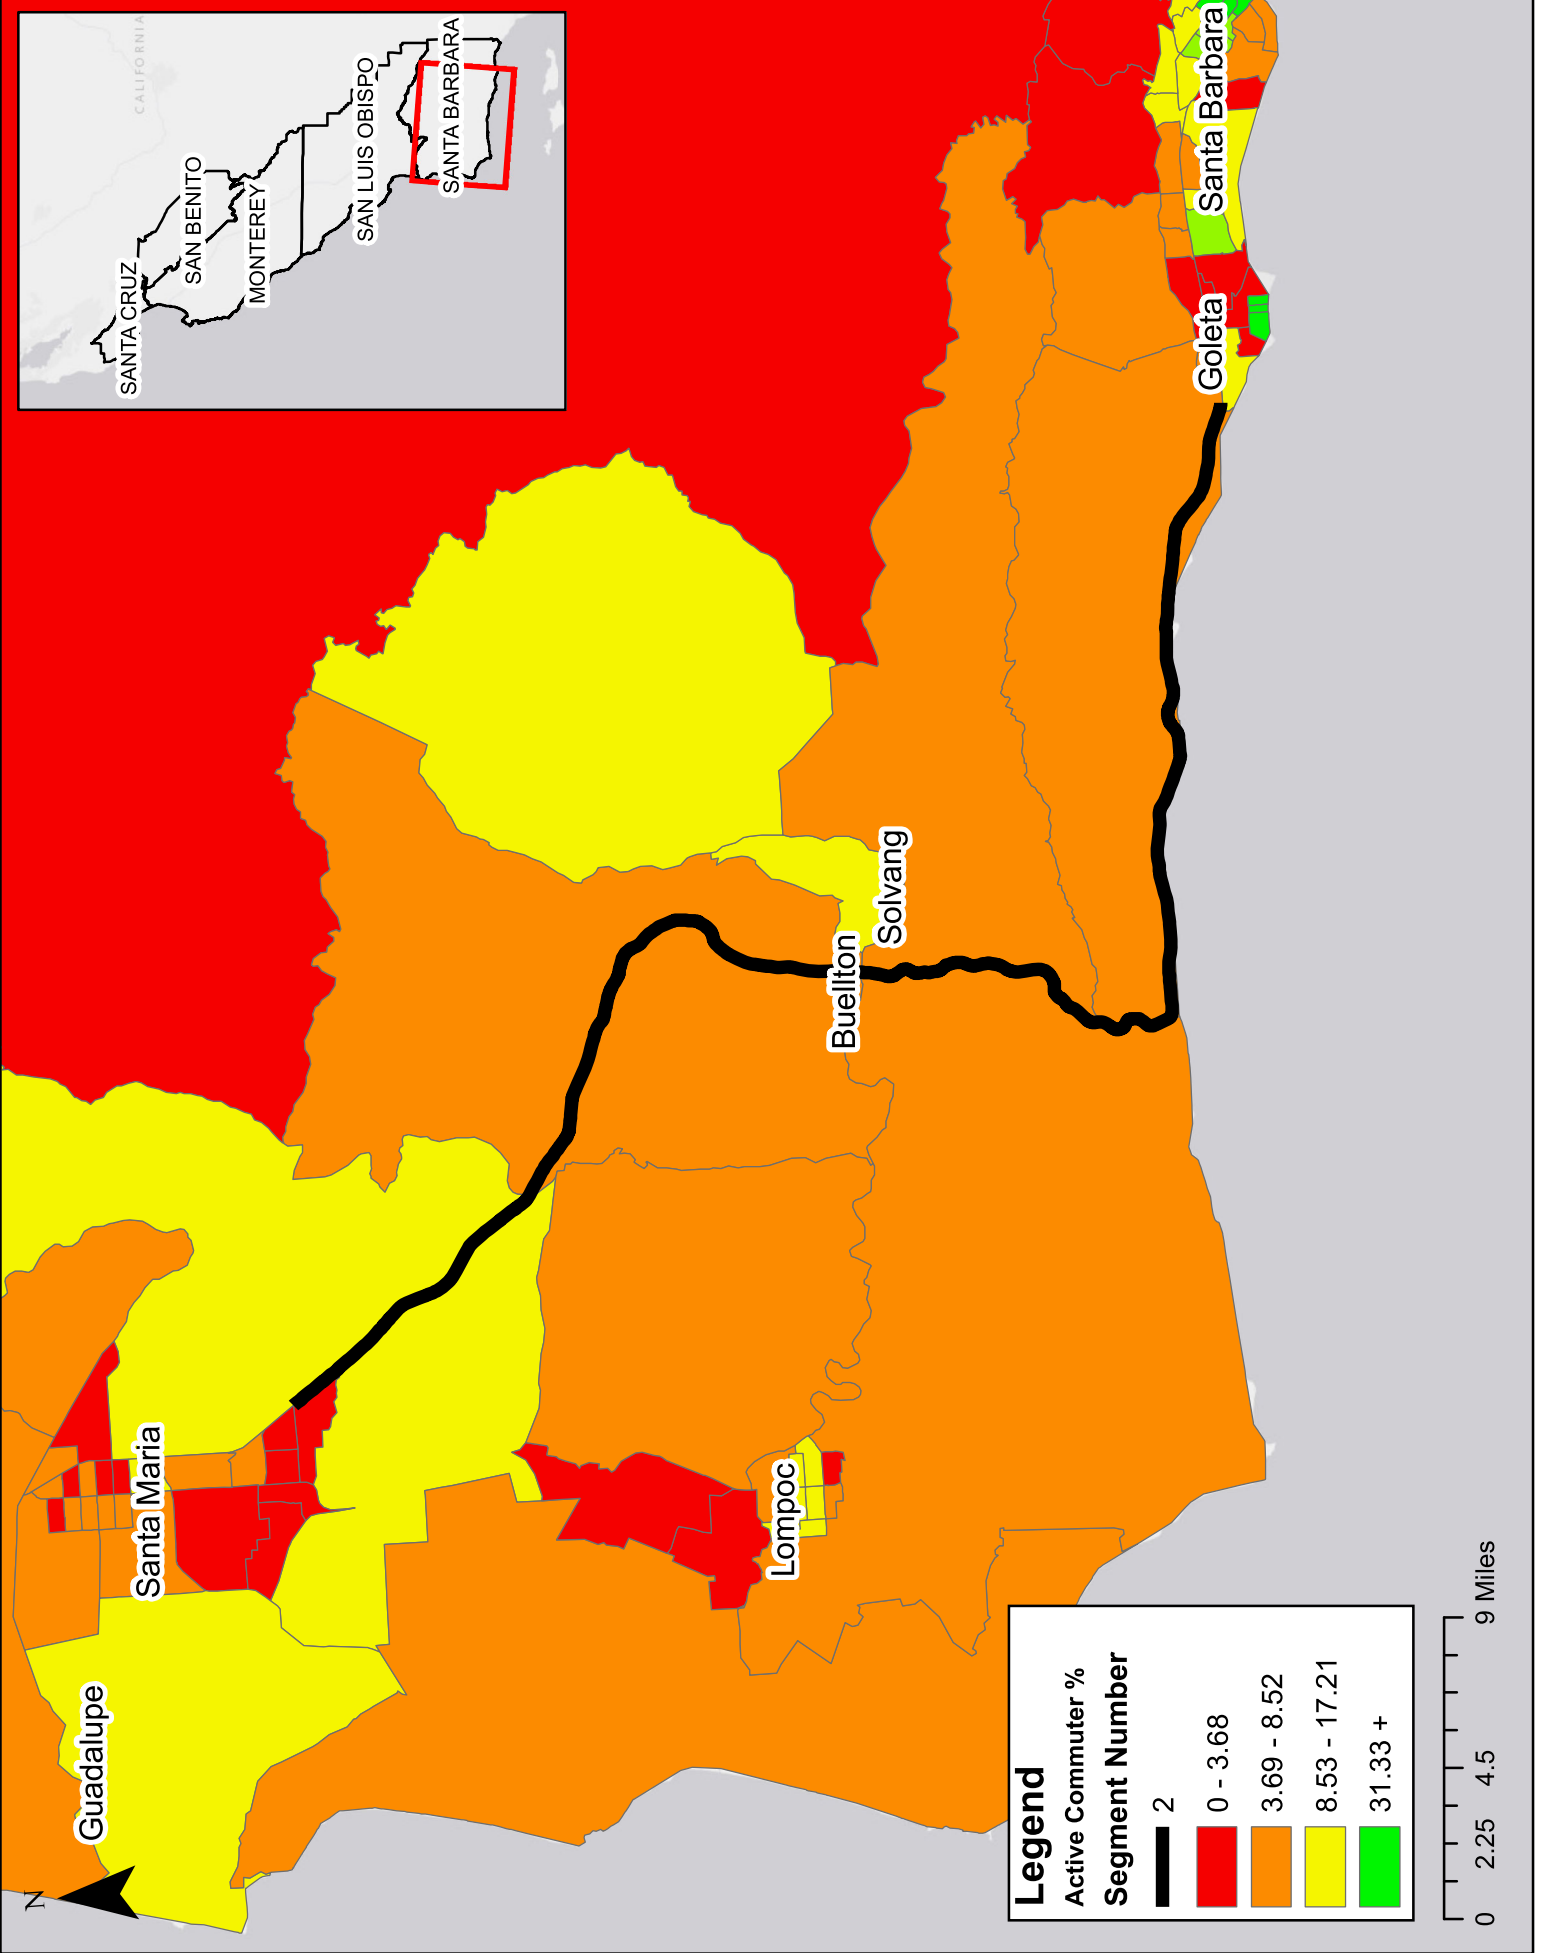 CALIFORNIA
SANTA CRUZ
SAN BENITO
MONTEREY
SAN LUIS OBISPO
SANTA BARBARA
N
Guadalupe
Santa Maria
Lompoc
Buellton
Solvang
Goleta
Santa Barbara
Legend
Active Commuter %
Segment Number
2
0 - 3.68
3.69 - 8.52
8.53 - 17.21
31.33 +
0 2.25 4.5 9 Miles